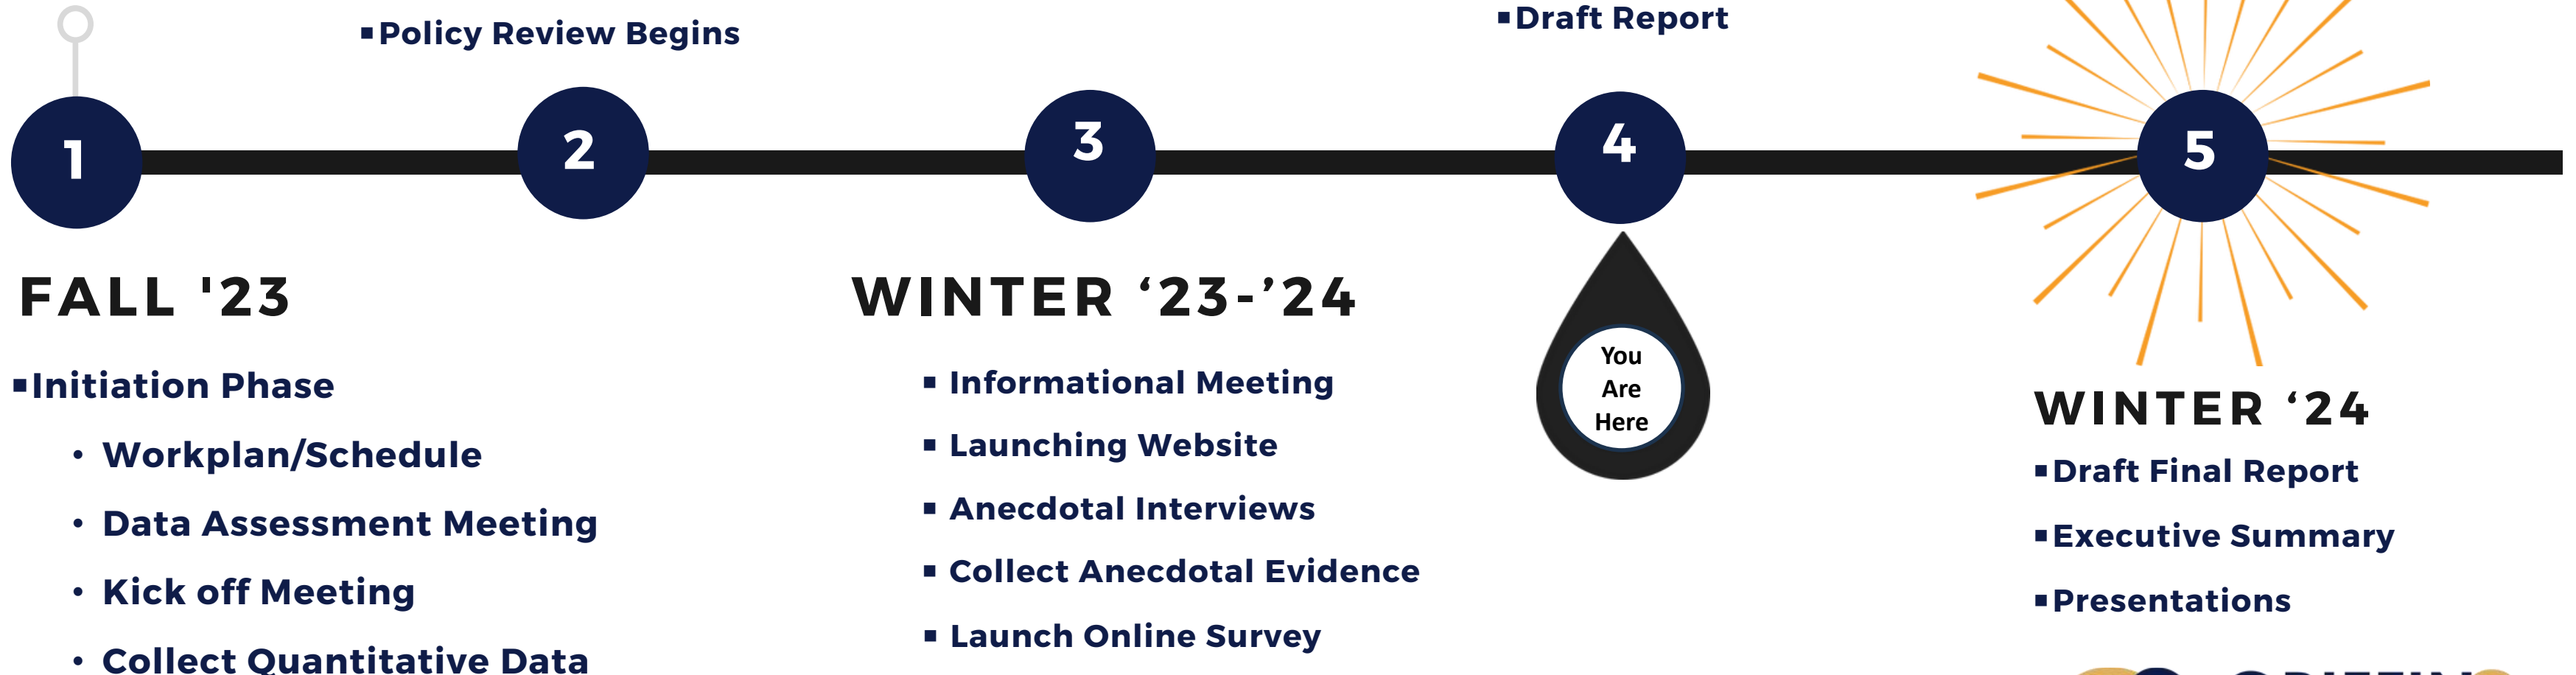 ▪Policy Review Begins
▪Draft Report
1
2
3
4
5
FALL '23
▪Initiation Phase
• Workplan/Schedule
• Data Assessment Meeting
• Kick off Meeting
• Collect Quantitative Data
WINTER ‘23-’24
▪ Informational Meeting
▪ Launching Website
▪ Anecdotal Interviews
▪ Collect Anecdotal Evidence
▪ Launch Online Survey
You
Are
Here
WINTER ‘24
▪Draft Final Report
▪Executive Summary
▪Presentations